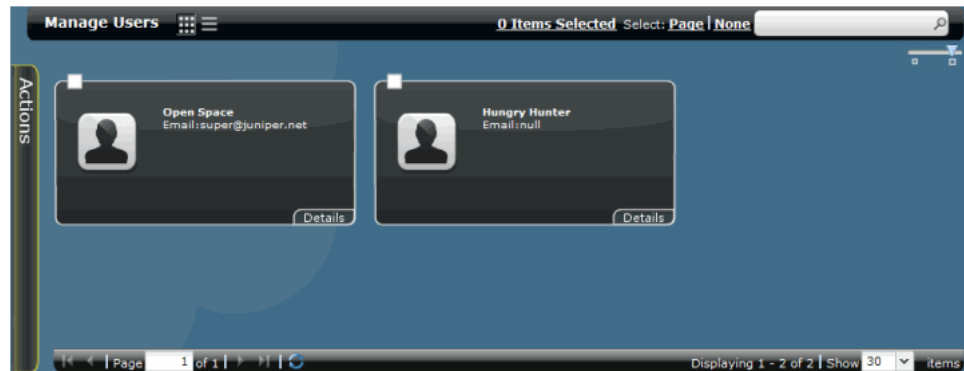 Manage Users 0 Items Selected Select: Page | None
Actions
Open Space
Email:super@juniper.net
Details
Hungry Hunter
Email:null
Details
Page 1 of 1 Displaying 1 - 2 of 2 Show 30 items